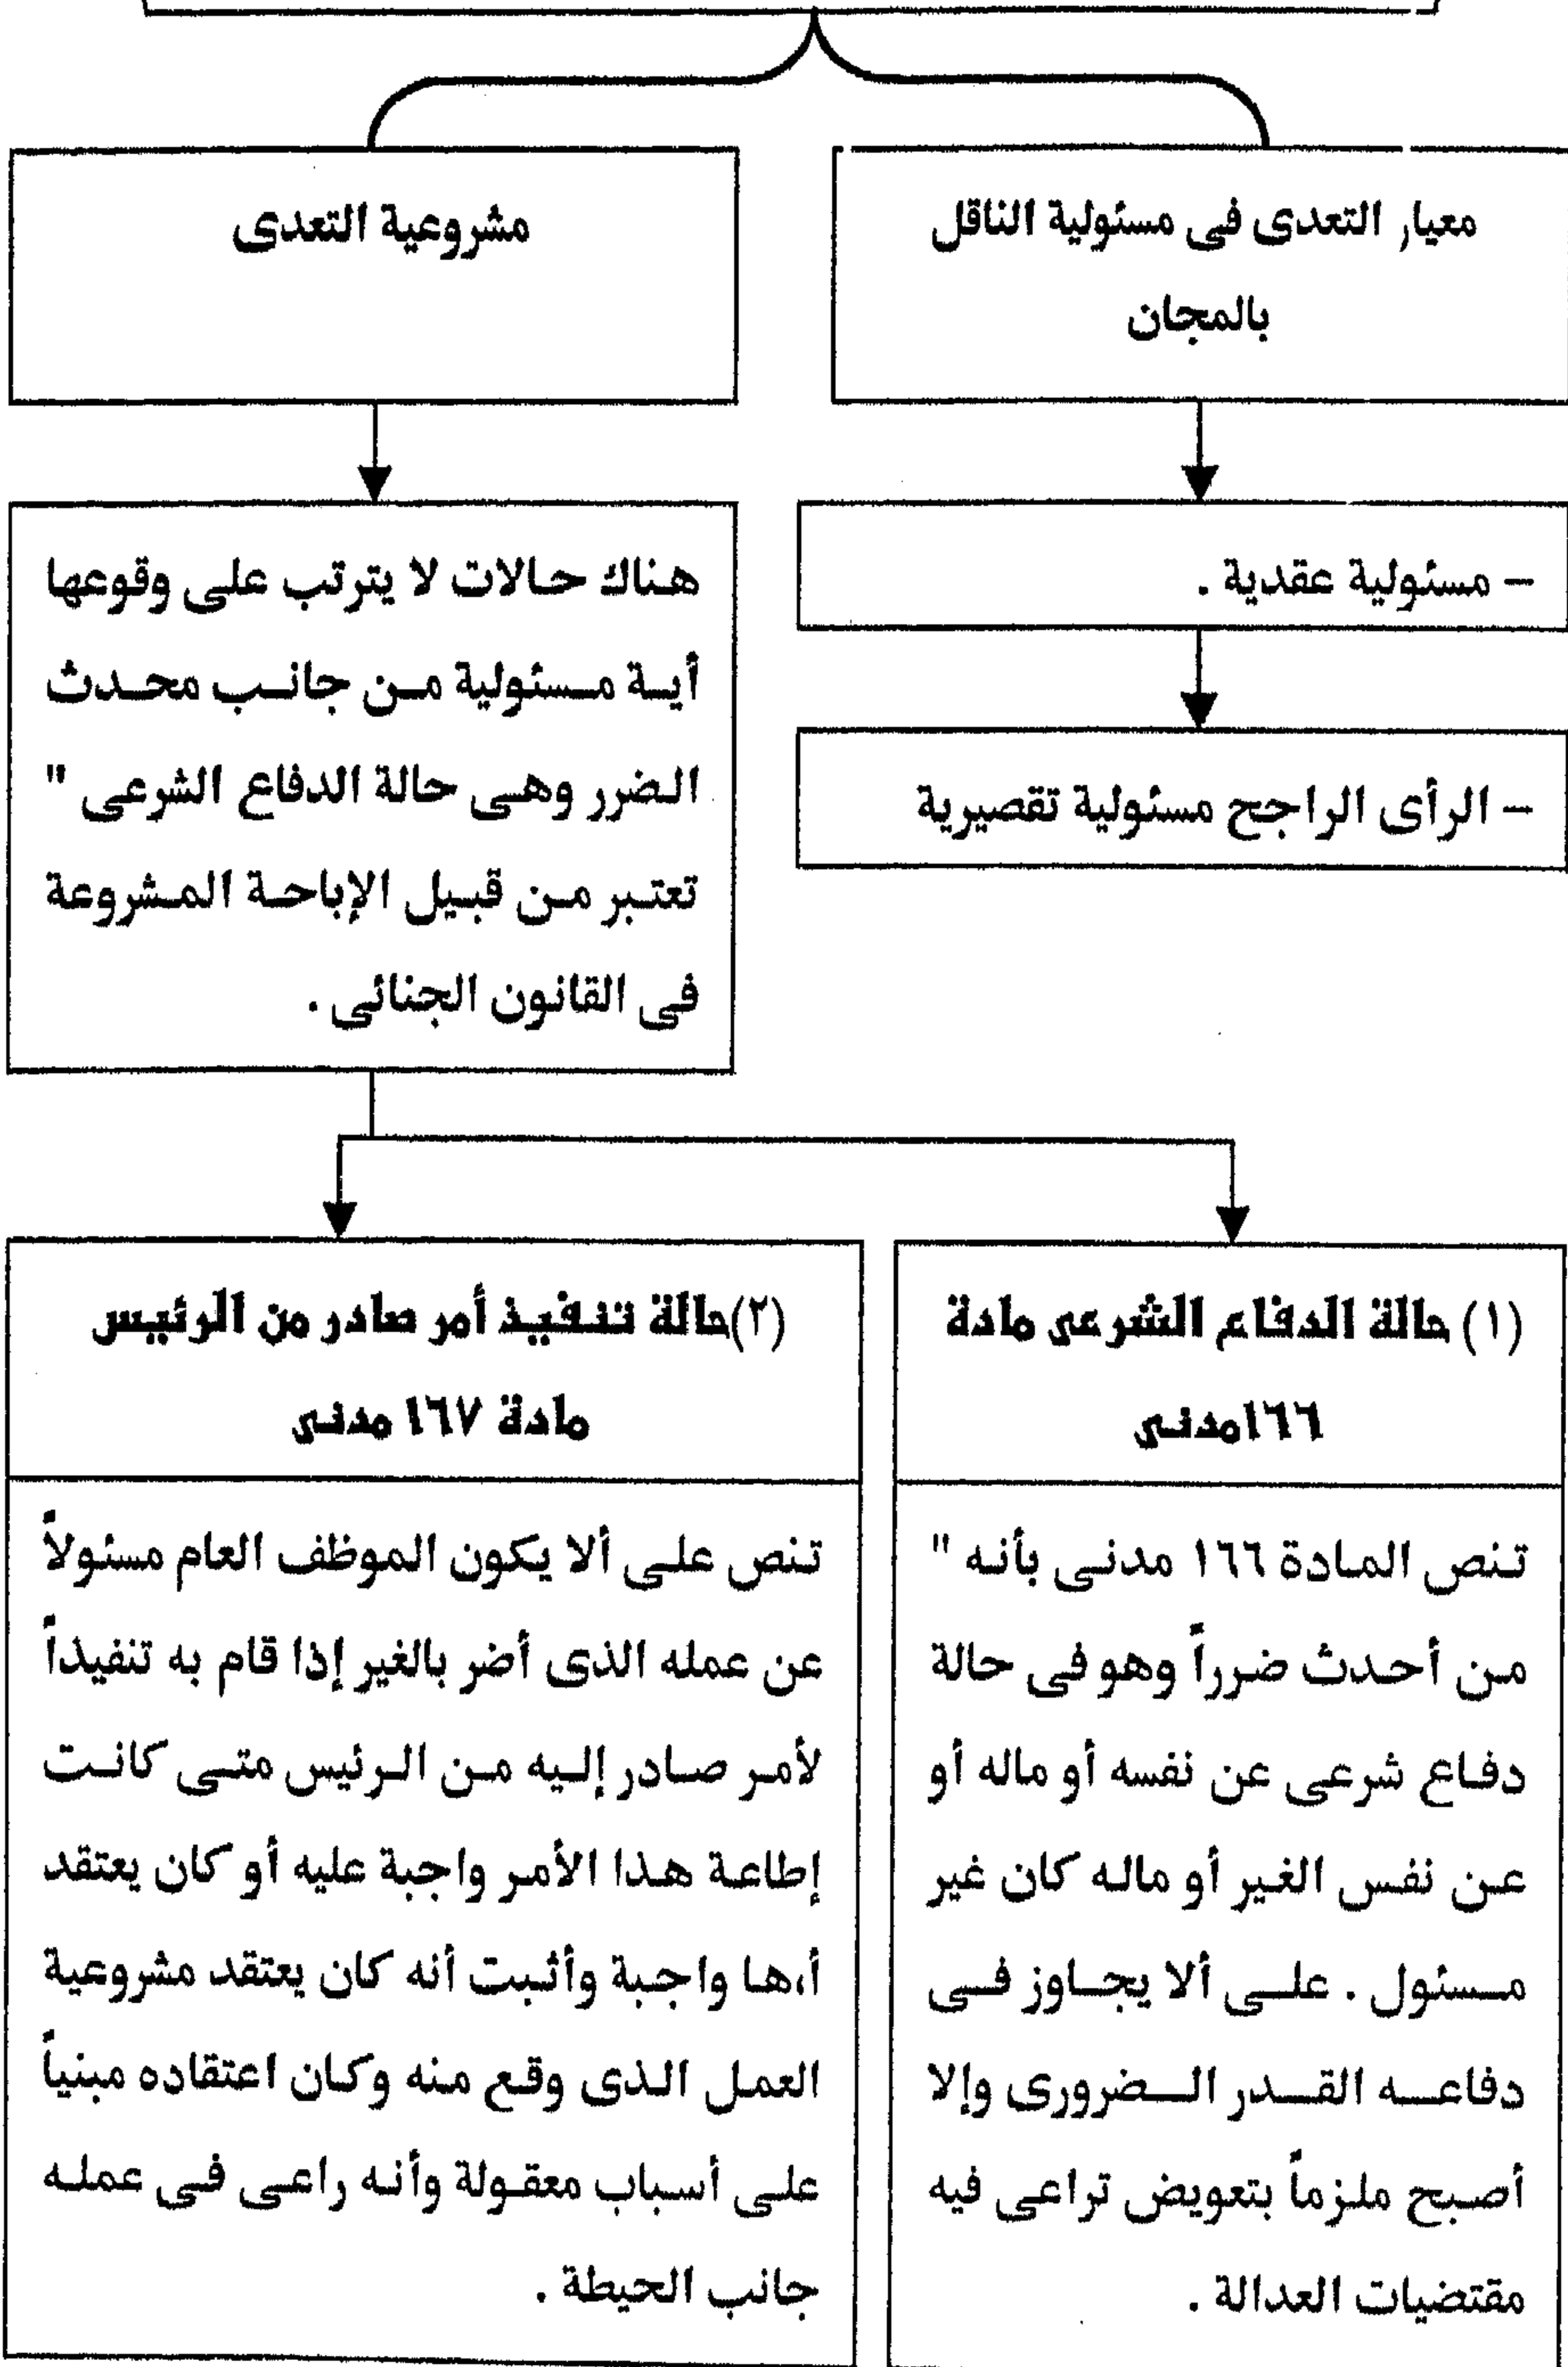 معيار التعدى فى مسئولية الناقل
بالمجان
مشروعية التعدى
– مسئولية عقدية .
– الرأى الراجح مسئولية تقصيرية
هناك حالات لا يترتب على وقوعها
أية مسئولية من جانب محدث
الضرر وهى حالة الدفاع الشرعى "
تعتبر من قبيل الإباحة المشروعة
فى القانون الجنائى .
(١) حالة الدفاع الشرعى مادة
١٦٦مدنى
تنص المادة ١٦٦ مدنى بأنه "
من أحدث ضرراً وهو فى حالة
دفاع شرعى عن نفسه أو ماله أو
عن نفس الغير أو ماله كان غير
مسئول . على ألا يجاوز فى
دفاعه القدر الضرورى وإلا
أصبح ملزماً بتعويض تراعى فيه
مقتضيات العدالة .
(٢)حالة تنفيذ أمر صادر من الرئيس
مادة ١٦٧ مدنى
تنص على ألا يكون الموظف العام مسئولاً
عن عمله الذى أضر بالغير إذا قام به تنفيذاً
لأمر صادر إليه من الرئيس متى كانت
إطاعة هذا الأمر واجبة عليه أو كان يعتقد
أ،ها واجبة وأثبت أنه كان يعتقد مشروعية
العمل الذى وقع منه وكان اعتقاده مبنياً
على أسباب معقولة وأنه راعى فى عمله
جانب الحيطة .